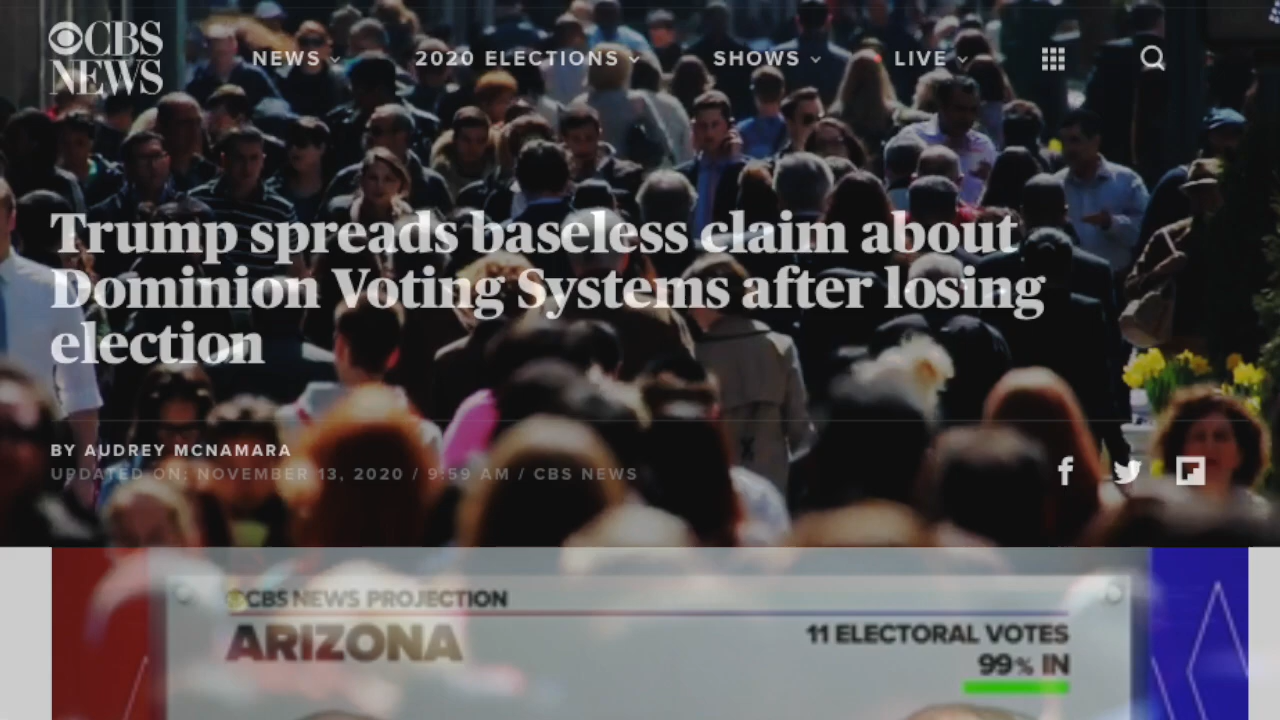 CBS
NEWS
NEWS
2020 ELECTIONS
SHOWS
LIVE
Trump spreads baseless claim about
Dominion Voting Systems after losing
election
BY AUDREY MCNAMARA
UPDATED ON: NOVEMBER 13, 2020 / 9:59 AM / CBS NEWS
f
CBS NEWS PROJECTION
ARIZONA
11 ELECTORAL VOTES
99% IN